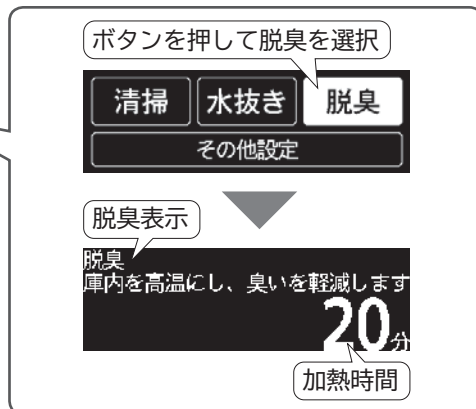 ボタンを押して脱臭を選択
清掃 水抜き 脱臭
その他設定
脱臭表示
脱臭
庫内を高温にし、臭いを軽減します
20分
加熱時間